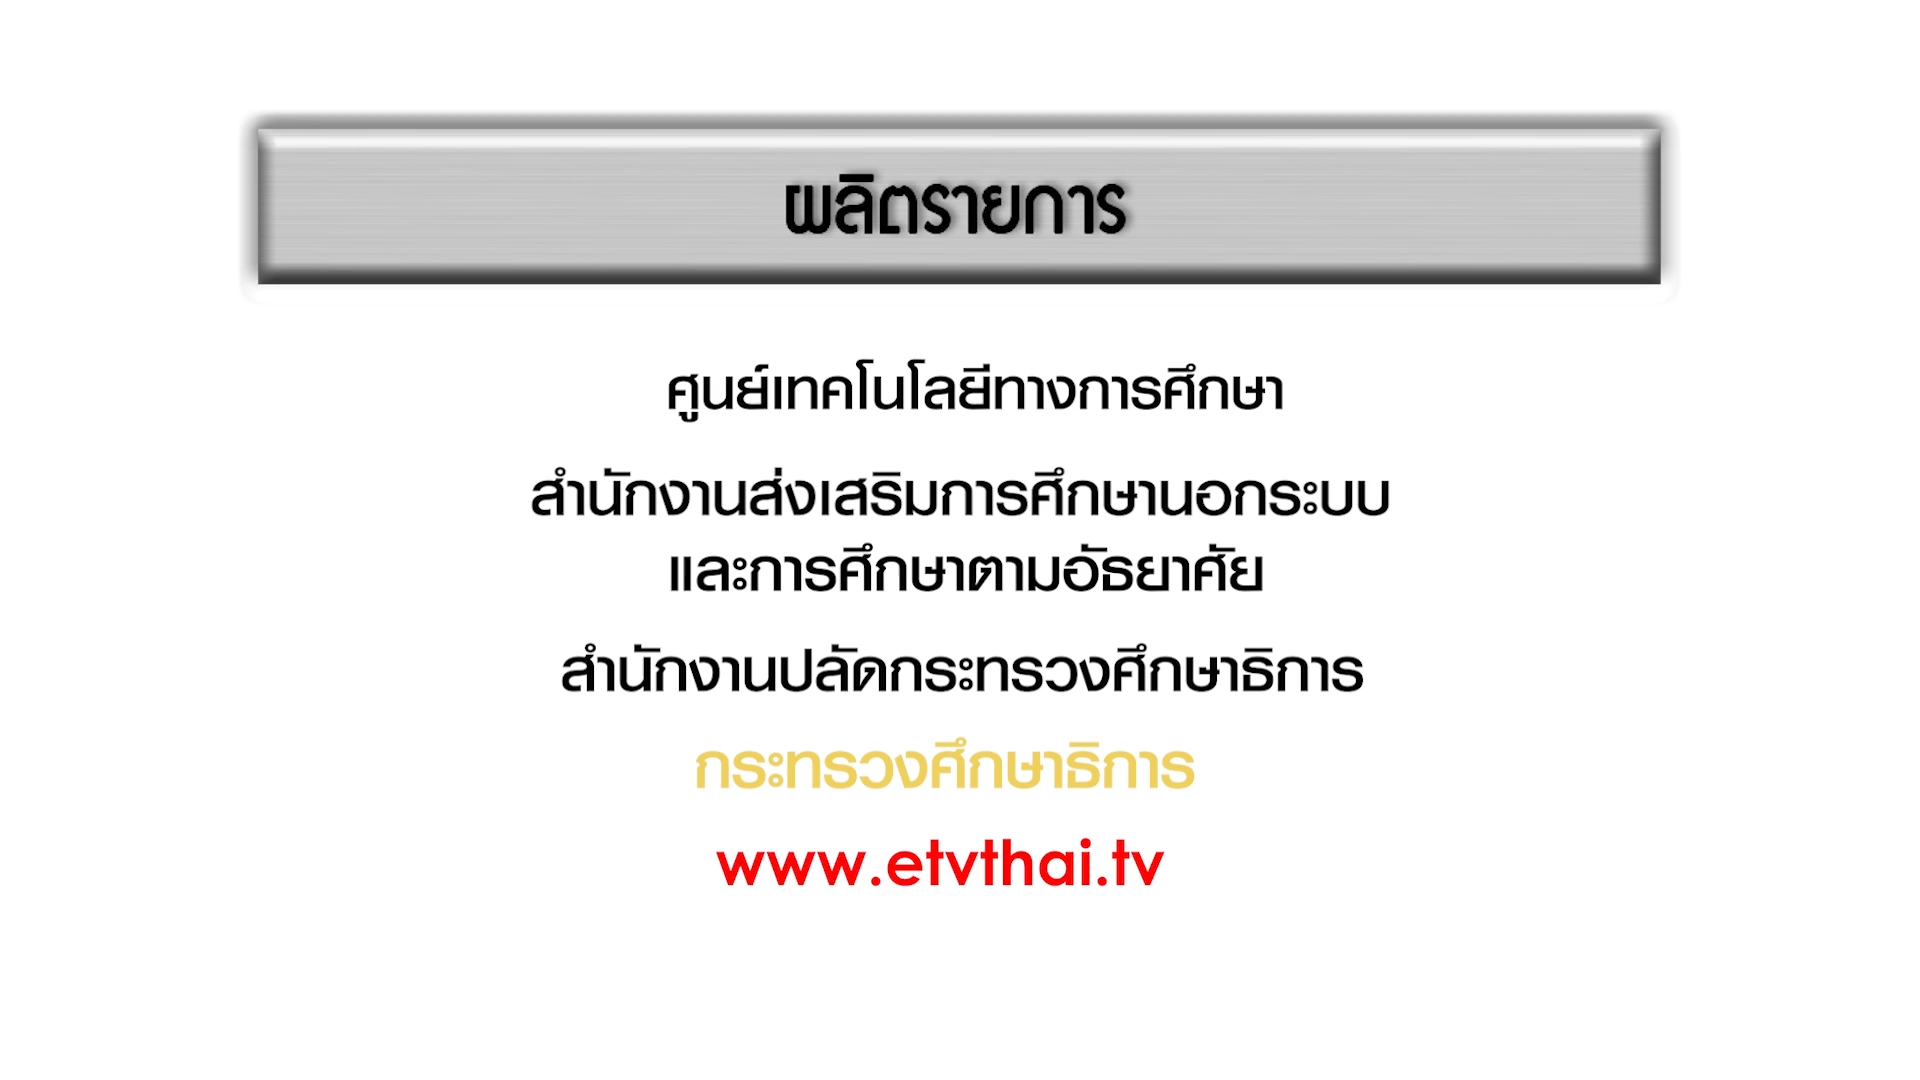 ผลิตรายการ
ศูนย์เทคโนโลยีทางการศึกษา
สำนักงานส่งเสริมการศึกษานอกระบบ
และการศึกษาตามอัธยาศัย
สำนักงานปลัดกระทรวงศึกษาธิการ
กระทรวงศึกษาธิการ
www.etvthai.tv